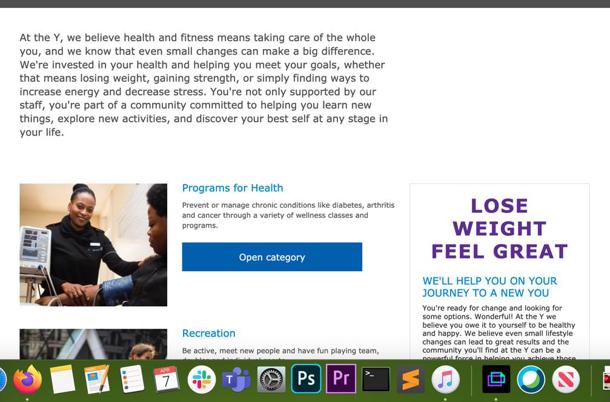 At the Y, we believe health and fitness means taking care of the whole
you, and we know that even small changes can make a big difference.
We're invested in your health and helping you meet your goals, whether
that means losing weight, gaining strength, or simply finding ways to
increase energy and decrease stress. You're not only supported by our
staff, you're part of a community committed to helping you learn new
things, explore new activities, and discover your best self at any stage in
your life.
Programs for Health
Prevent or manage chronic conditions like diabetes, arthritis
and cancer through a variety of wellness classes and
programs.
Open category
Recreation
Be active, meet new people and have fun playing team,
LOSE
WEIGHT
FEEL GREAT
WE'LL HELP YOU ON YOUR
JOURNEY TO A NEW YOU
You're ready for change and looking for
some options. Wonderful! At the Y we
believe you owe it to yourself to be healthy
and happy. We believe even small lifestyle
changes can lead to great results and the
community you'll find at the Y can be a
powerful force in helping you achieve those
APR
7
Ps
Pr